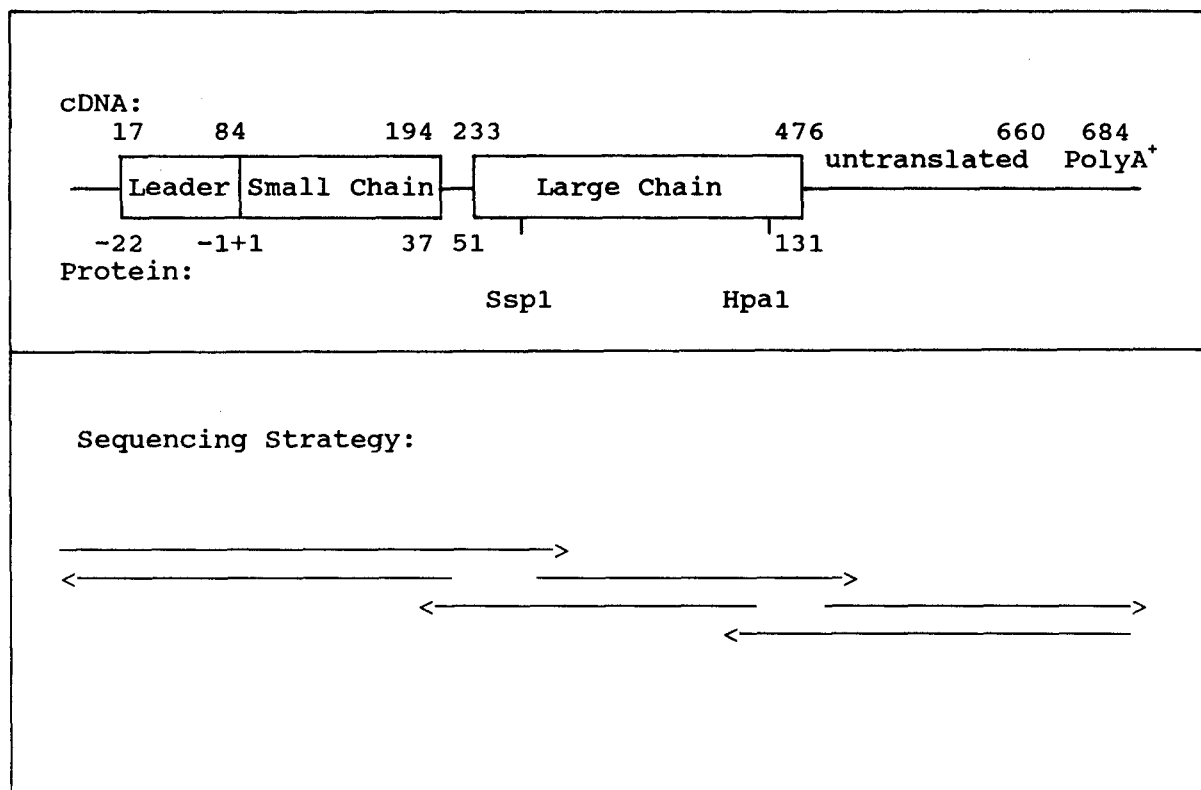 cDNA:
17 84 194 233 476 660 684
untranslated PolyA⁺
Leader Small Chain Large Chain
-22 -1+1 37 51 131
Protein:
Ssp1 Hpa1
Sequencing Strategy: